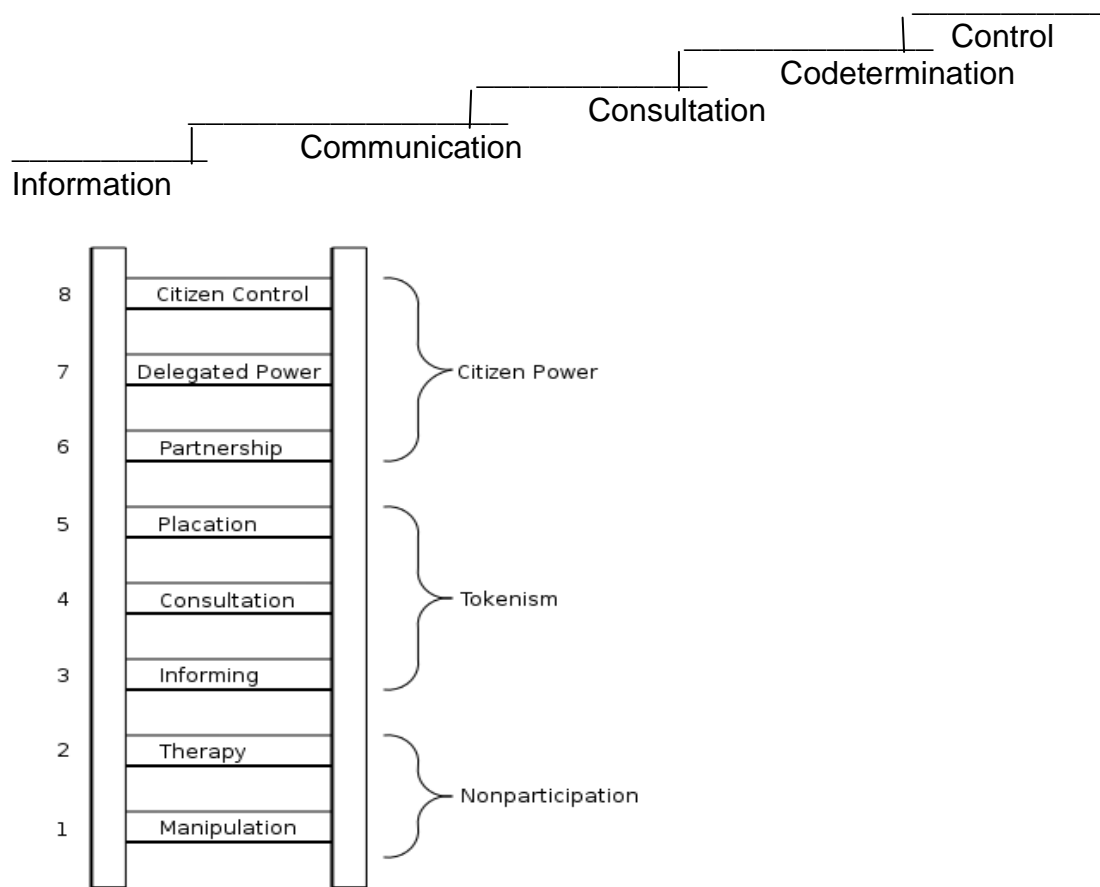 Control
Codetermination
Consultation
Communication
Information
8 Citizen Control
7 Delegated Power Citizen Power
6 Partnership
5 Placation
4 Consultation Tokenism
3 Informing
2 Therapy
Nonparticipation
1 Manipulation